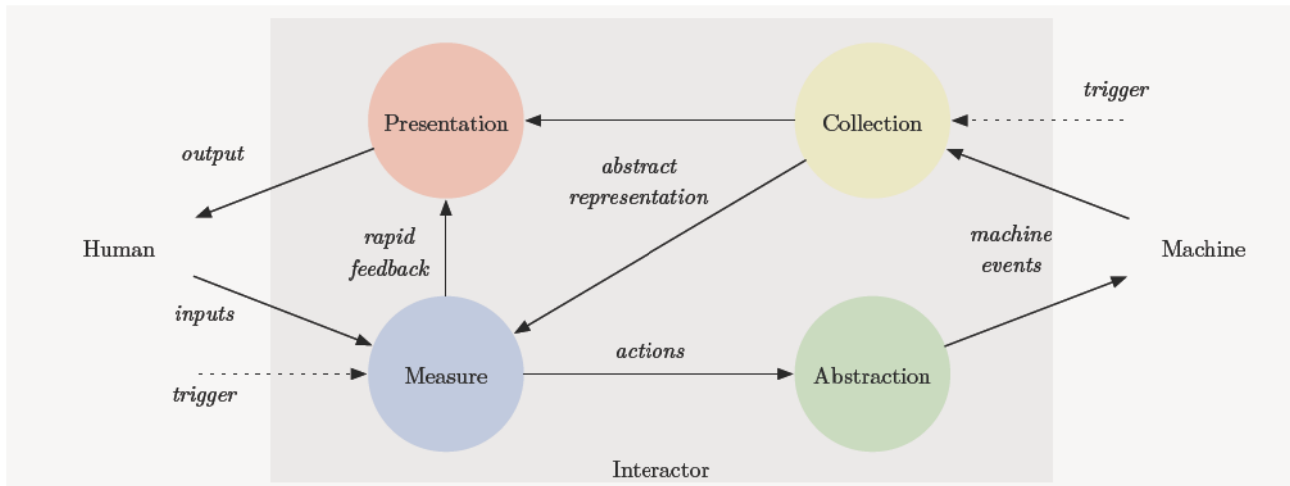 trigger
Presentation
Collection
output
abstract
representation
rapid
feedback
machine
events
Human
Machine
inputs
actions
Measure
Abstraction
trigger
Interactor